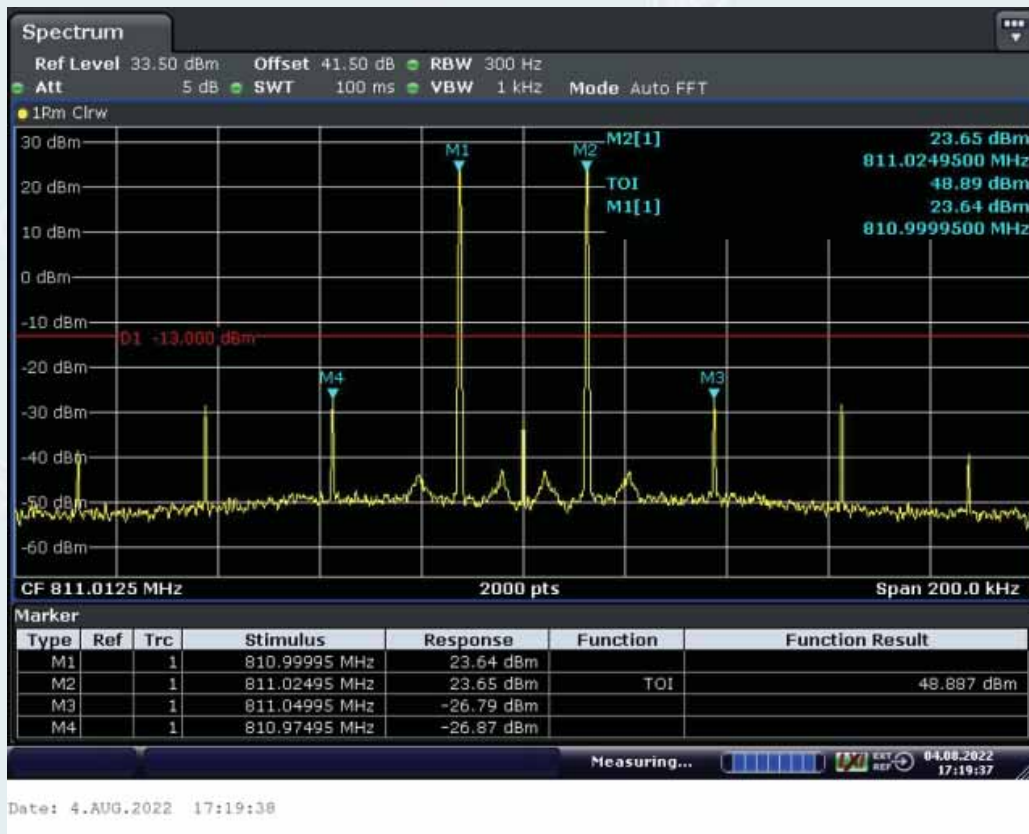 Spectrum
Ref Level 33.50 dBm Offset 41.50 dB RBW 300 Hz
Att 5 dB SWT 100 ms VBW 1 kHz Mode Auto FFT
1Rm Clrw
30 dBm
20 dBm
10 dBm
0 dBm
-10 dBm
-20 dBm
-30 dBm
-40 dBm
-50 dBm
-60 dBm
D1 -13.000 dBm
M1
M2
M3
M4
M2[1] 23.65 dBm
811.0249500 MHz
TOI 48.89 dBm
M1[1] 23.64 dBm
810.9999500 MHz
CF 811.0125 MHz 2000 pts Span 200.0 kHz
Marker
Type Ref Trc Stimulus Response Function Function Result
M1 1 810.99995 MHz 23.64 dBm
M2 1 811.02495 MHz 23.65 dBm TOI 48.887 dBm
M3 1 811.04995 MHz -26.79 dBm
M4 1 810.97495 MHz -26.87 dBm
Measuring... LXI EXT REF 04.08.2022
17:19:37
Date: 4.AUG.2022 17:19:38